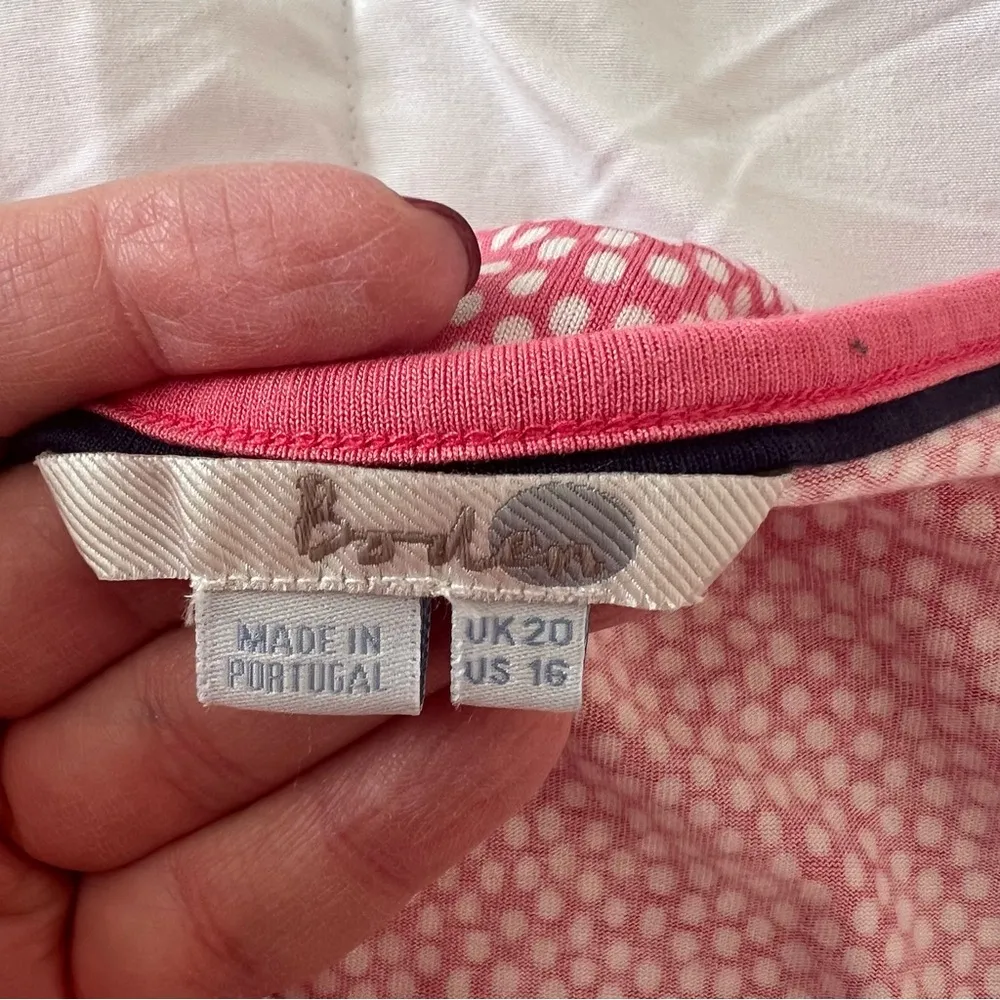 Boden
MADE IN
PORTUGAL
UK 20
US 16